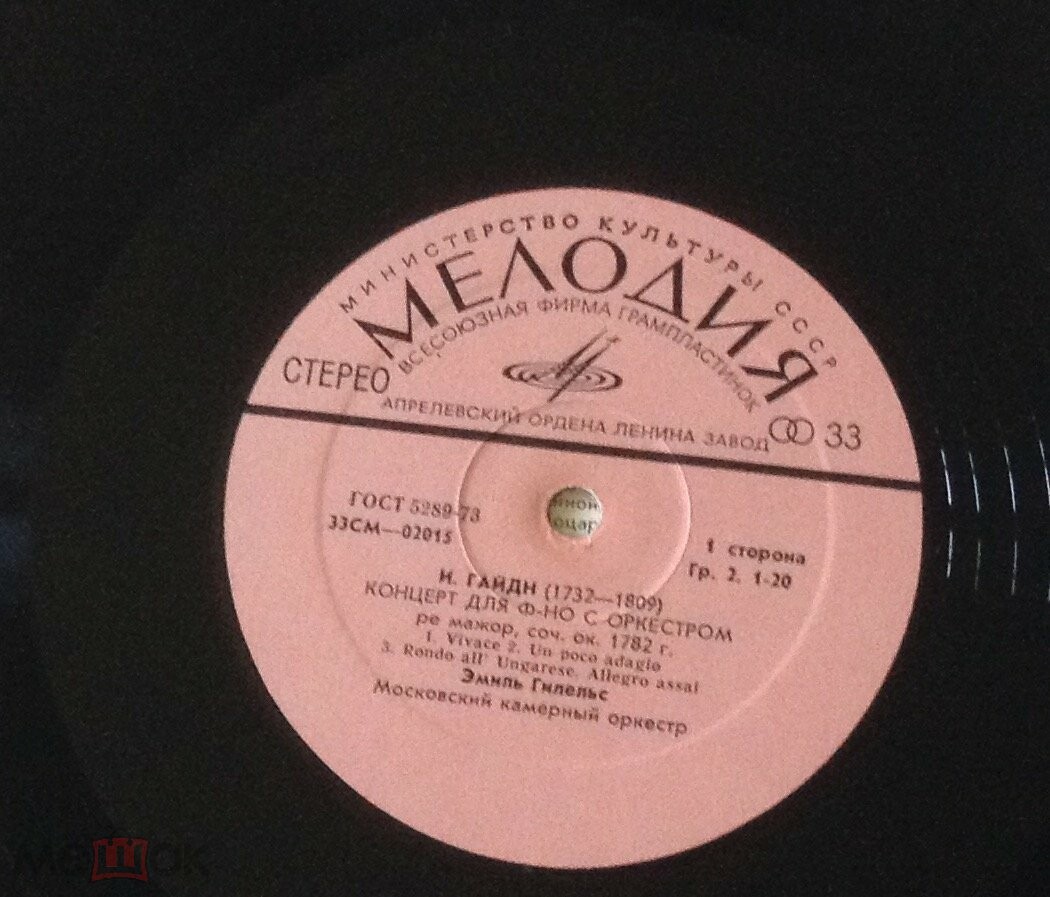 МИНИСТЕРСТВО КУЛЬТУРЫ СССР
МЕЛОДИЯ
ВСЕСОЮЗНАЯ ФИРМА ГРАМПЛАСТИНОК
СТЕРЕО
АПРЕЛЕВСКИЙ ОРДЕНА ЛЕНИНА ЗАВОД
33
ГОСТ 5289-73
33СМ—02015
1 сторона
Гр. 2. 1-20
И. ГАЙДН (1732—1809)
КОНЦЕРТ ДЛЯ Ф-НО С ОРКЕСТРОМ
ре мажор, соч. ок. 1782 г.
1. Vivace 2. Un poco adagio
3. Rondo all' Ungarese. Allegro assai
Эмиль Гилельс
Московский камерный оркестр
мешок